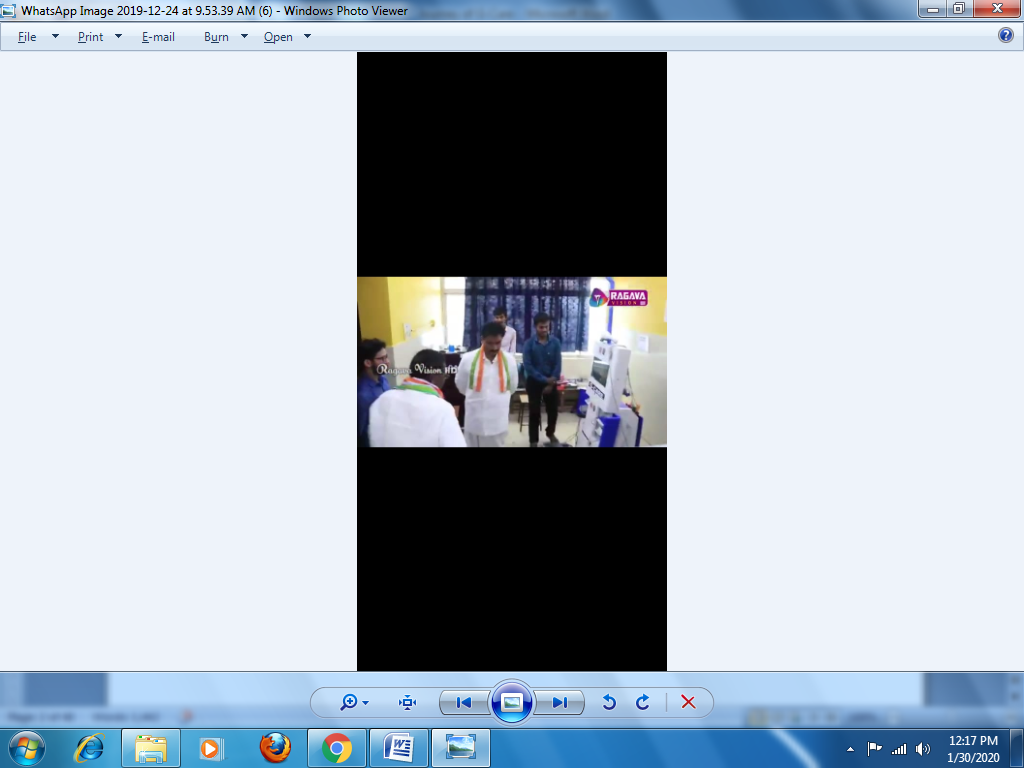 WhatsApp Image 2019-12-24 at 9.53.39 AM (6) - Windows Photo Viewer
File Print E-mail Burn Open
RAGAVA
VISION
Ragava Vision
12:17 PM
1/30/2020